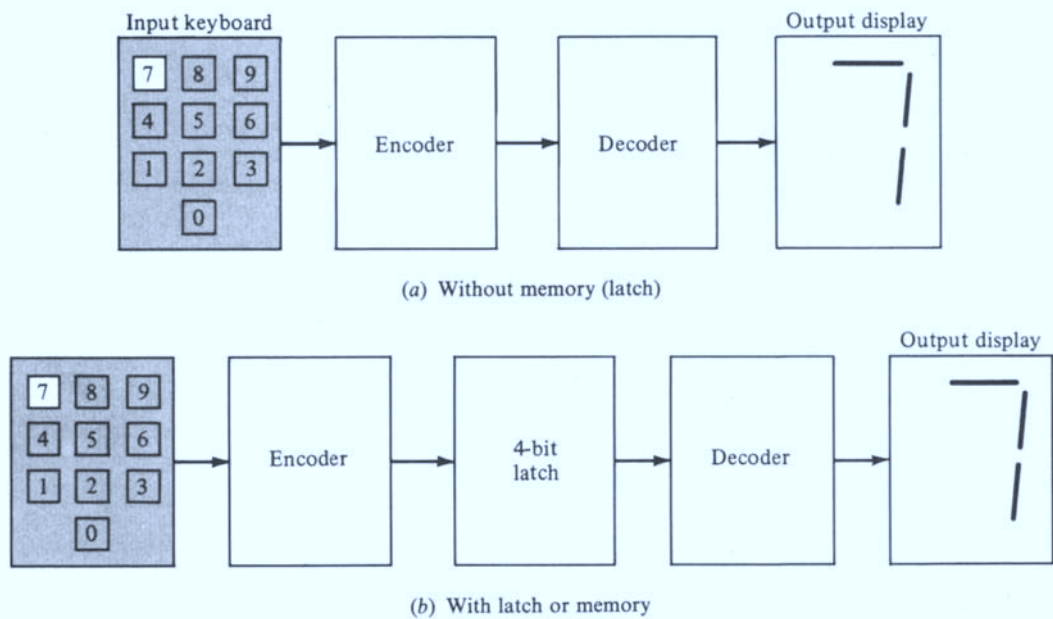 Input keyboard
Output display
7 8 9
4 5 6
1 2 3
0
Encoder
Decoder
(a) Without memory (latch)
Output display
7 8 9
4 5 6
1 2 3
0
Encoder
4-bit
latch
Decoder
(b) With latch or memory